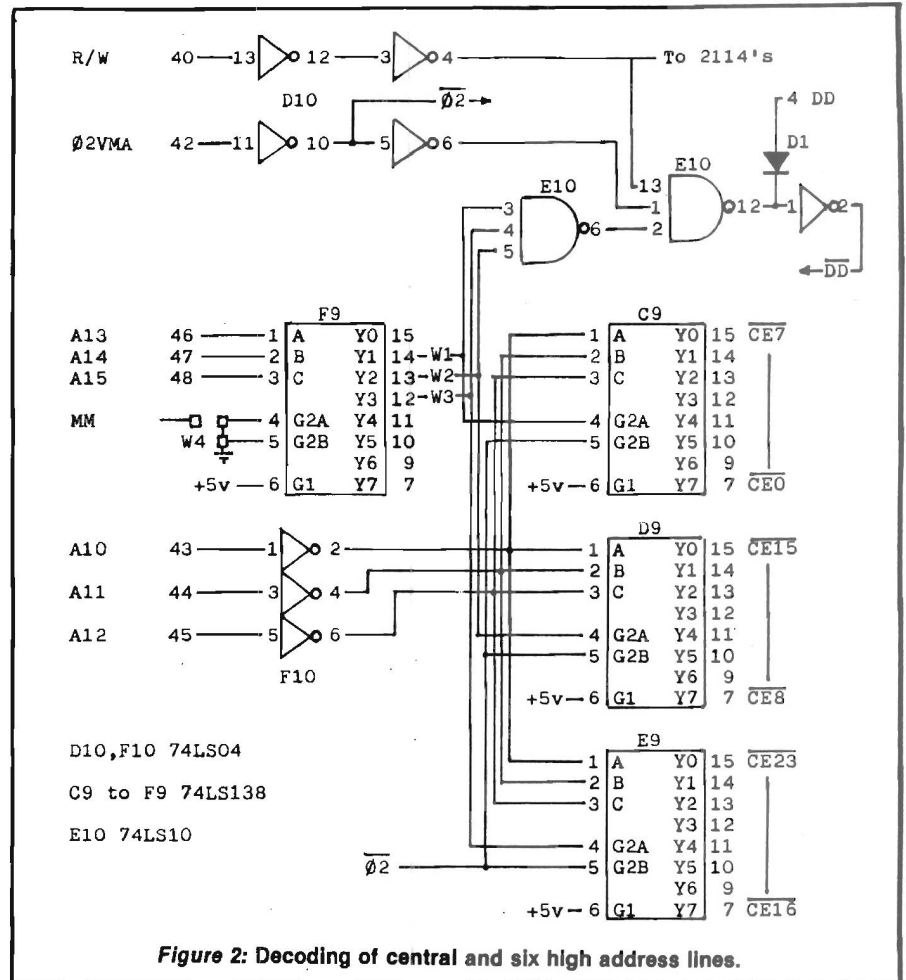 R/W 40 13 12 3 4 To 2114's
D10 Ø2
4 DD
Ø2VMA 42 11 10 5 6 D1
E10
E10 13
3 1 12 1 2
4 6 2
5
DD
F9 C9
A13 46 1 A Y0 15 1 A Y0 15 CE7
A14 47 2 B Y1 14 W1 2 B Y1 14
A15 48 3 C Y2 13 W2 3 C Y2 13
Y3 12 W3 Y3 12
MM 4 G2A Y4 11 4 G2A Y4 11
W4 5 G2B Y5 10 5 G2B Y5 10
Y6 9 Y6 9
+5v 6 G1 Y7 7 +5v 6 G1 Y7 7 CE0
D9
A10 43 1 2 1 A Y0 15 CE15
2 B Y1 14
A11 44 3 4 3 C Y2 13
Y3 12
A12 45 5 6 4 G2A Y4 11
5 G2B Y5 10
F10 Y6 9
+5v 6 G1 Y7 7 CE8
E9
D10,F10 74LS04 1 A Y0 15 CE23
2 B Y1 14
C9 to F9 74LS138 3 C Y2 13
Y3 12
E10 74LS10 4 G2A Y4 11
Ø2 5 G2B Y5 10
Y6 9
+5v 6 G1 Y7 7 CE16
Figure 2: Decoding of central and six high address lines.